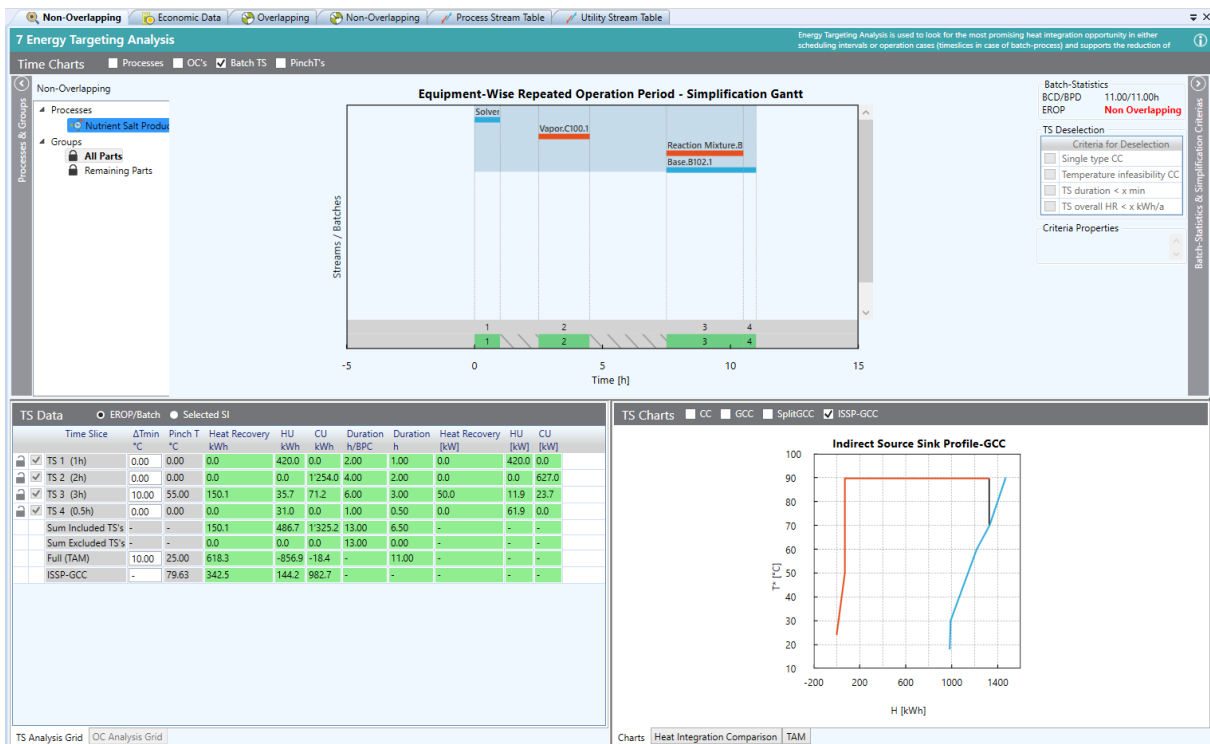 Non-Overlapping Economic Data Overlapping Non-Overlapping Process Stream Table Utility Stream Table
7 Energy Targeting Analysis
Energy Targeting Analysis is used to look for the most promising heat integration opportunity in either
scheduling intervals or operation cases (timeslices in case of batch-process) and supports the reduction of
Time Charts Processes OC's Batch TS PinchT's
Processes & Groups
Non-Overlapping
Processes
Nutrient Salt Produc
Groups
All Parts
Remaining Parts
Equipment-Wise Repeated Operation Period - Simplification Gantt
Solver
Vapor.C100.1
Reaction Mixture.B
Base.B102.1
Streams / Batches
1 2 3 4
1 2 3 4
-5 0 5 10 15
Time [h]
Batch-Statistics
BCD/BPD 11.00/11.00h
EROP Non Overlapping
TS Deselection
Criteria for Deselection
Single type CC
Temperature infeasibility CC
TS duration < x min
TS overall HR < x kWh/a
Criteria Properties
Batch-Statistics & Simplification Criterias
TS Data EROP/Batch Selected SI
Time Slice ΔTmin Pinch T Heat Recovery HU CU Duration Duration Heat Recovery HU CU
°C °C kWh kWh kWh h/BPC h [kW] [kW] [kW]
TS 1 (1h) 0.00 0.00 0.0 420.0 0.0 2.00 1.00 0.0 420.0 0.0
TS 2 (2h) 0.00 0.00 0.0 0.0 1'254.0 4.00 2.00 0.0 0.0 627.0
TS 3 (3h) 10.00 55.00 150.1 35.7 71.2 6.00 3.00 50.0 11.9 23.7
TS 4 (0.5h) 0.00 0.00 0.0 31.0 0.0 1.00 0.50 0.0 61.9 0.0
Sum Included TS's - - 150.1 486.7 1'325.2 13.00 6.50 - - -
Sum Excluded TS's - - 0.0 0.0 0.0 13.00 0.00 - - -
Full (TAM) 10.00 25.00 618.3 -856.9 -18.4 - 11.00 - - -
ISSP-GCC - 79.63 342.5 144.2 982.7 - - - - -
TS Analysis Grid OC Analysis Grid
TS Charts CC GCC SplitGCC ISSP-GCC
Indirect Source Sink Profile-GCC
100
90
80
70
60
50
40
30
20
10
T* [°C]
-200 200 600 1000 1400
H [kWh]
Charts Heat Integration Comparison TAM